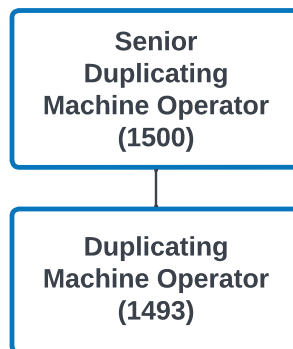 Senior
Duplicating
Machine Operator
(1500)
Duplicating
Machine Operator
(1493)